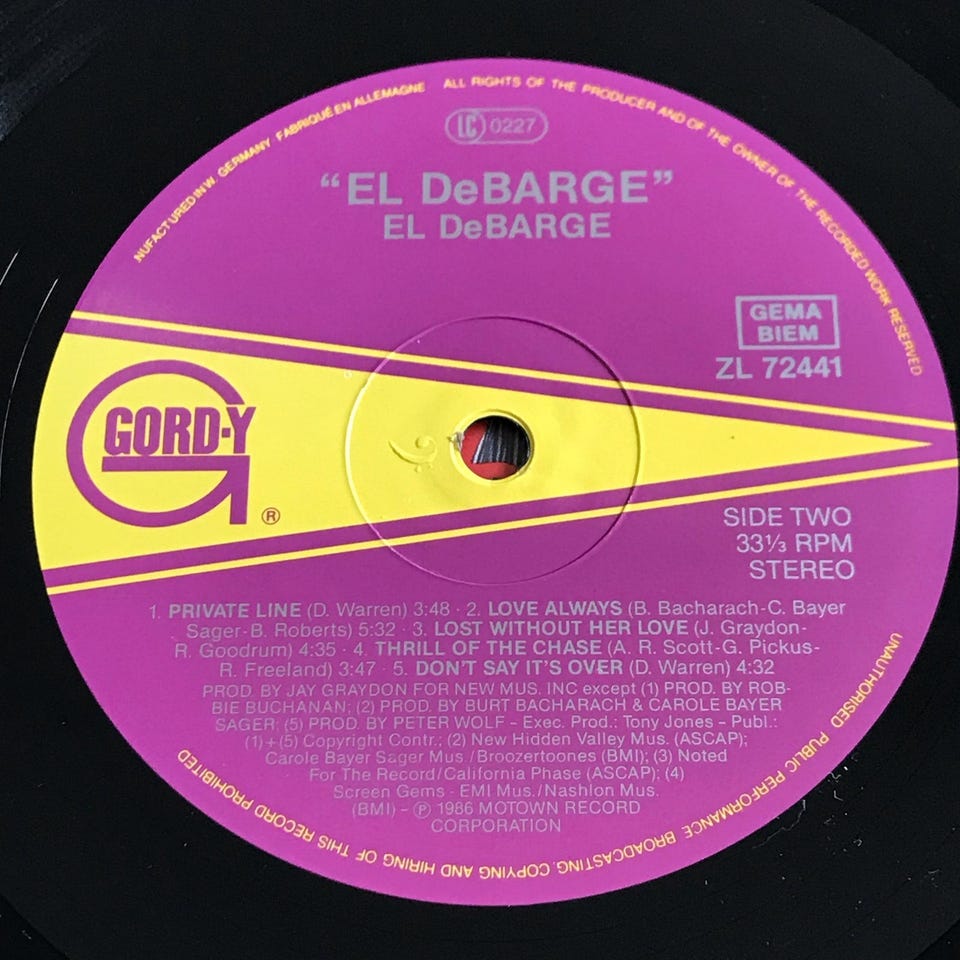 NUFACTURED IN W. GERMANY FABRIQUÉ EN ALLEMAGNE ALL RIGHTS OF THE PRODUCER AND OF THE OWNER OF THE RECORDED WORK RESERVED
LC 0227
“EL DeBARGE”
EL DeBARGE
GEMA
BIEM
ZL 72441
GORD-Y
®
SIDE TWO
33⅓ RPM
STEREO
1. PRIVATE LINE (D. Warren) 3:48 · 2. LOVE ALWAYS (B. Bacharach-C. Bayer
Sager-B. Roberts) 5:32 · 3. LOST WITHOUT HER LOVE (J. Graydon-
R. Goodrum) 4:35 · 4. THRILL OF THE CHASE (A. R. Scott-G. Pickus-
R. Freeland) 3:47 · 5. DON'T SAY IT'S OVER (D. Warren) 4:32
PROD. BY JAY GRAYDON FOR NEW MUS. INC except (1) PROD. BY ROB-
BIE BUCHANAN; (2) PROD. BY BURT BACHARACH & CAROLE BAYER
SAGER; (5) PROD. BY PETER WOLF – Exec. Prod.: Tony Jones – Publ.:
(1)+(5) Copyright Contr.; (2) New Hidden Valley Mus. (ASCAP);
Carole Bayer Sager Mus./Broozertoones (BMI); (3) Noted
For The Record/California Phase (ASCAP); (4)
Screen Gems - EMI Mus./Nashlon Mus.
(BMI) – ℗ 1986 MOTOWN RECORD
CORPORATION
UNAUTHORISED PUBLIC PERFORMANCE BROADCASTING. COPYING AND HIRING OF THIS RECORD PROHIBITED